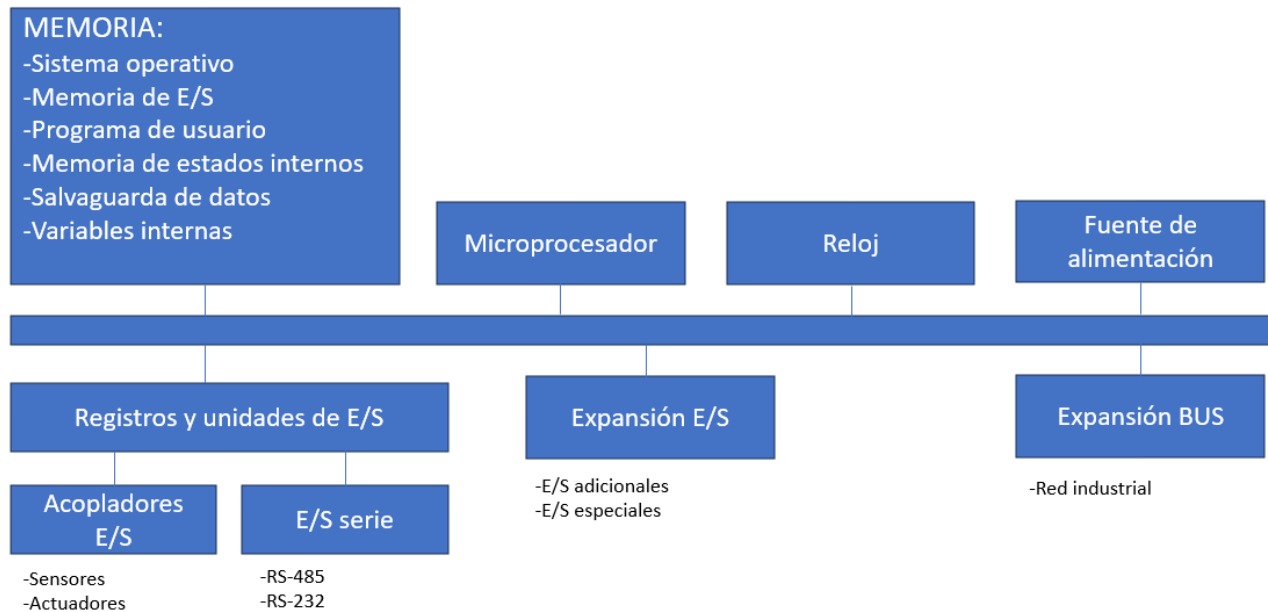 MEMORIA:
-Sistema operativo
-Memoria de E/S
-Programa de usuario
-Memoria de estados internos
-Salvaguarda de datos
-Variables internas
Microprocesador
Reloj
Fuente de
alimentación
Registros y unidades de E/S
Expansión E/S
Expansión BUS
-E/S adicionales
-E/S especiales
-Red industrial
Acopladores
E/S
E/S serie
-Sensores
-Actuadores
-RS-485
-RS-232